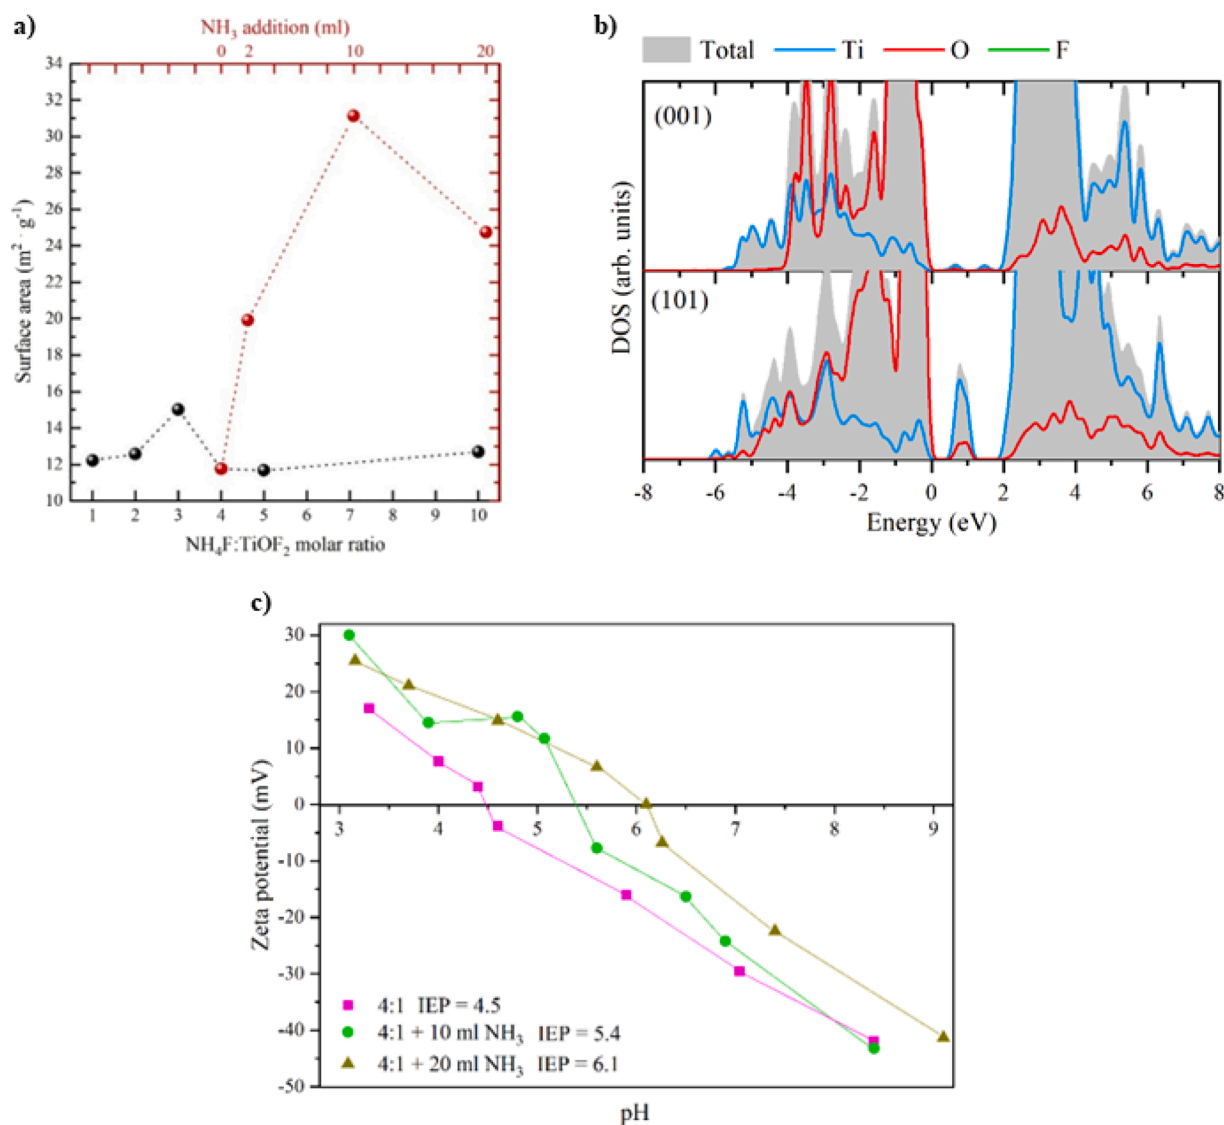 a)
NH₃ addition (ml)
0 2 10 20
34
32
30
28
26
24
22
20
18
16
14
12
10
Surface area (m² · g⁻¹)
1 2 3 4 5 6 7 8 9 10
NH₄F:TiOF₂ molar ratio
b)
Total Ti O F
(001)
(101)
DOS (arb. units)
-8 -6 -4 -2 0 2 4 6 8
Energy (eV)
c)
30
20
10
0
-10
-20
-30
-40
-50
Zeta potential (mV)
3 4 5 6 7 8 9
4:1 IEP = 4.5
4:1 + 10 ml NH₃ IEP = 5.4
4:1 + 20 ml NH₃ IEP = 6.1
pH